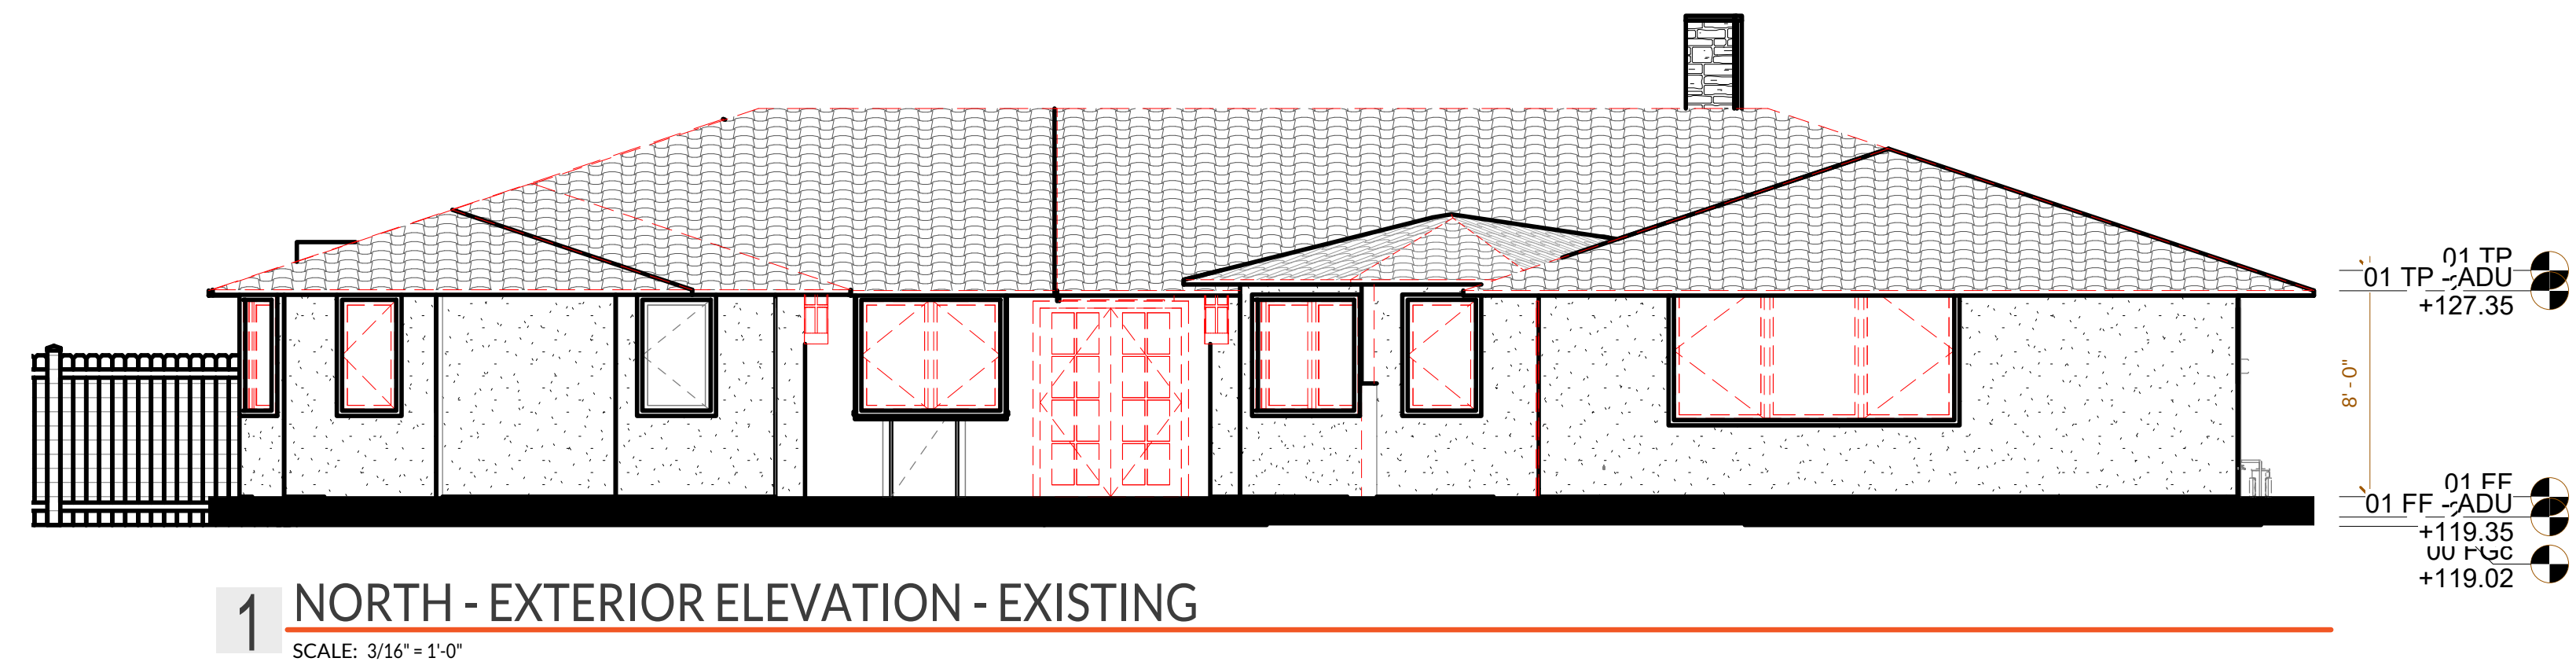 01 TP
01 TP - ADU
+127.35
8' - 0"
01 FF
01 FF - ADU
+119.35
+119.02
1 NORTH - EXTERIOR ELEVATION - EXISTING
SCALE: 3/16" = 1'-0"